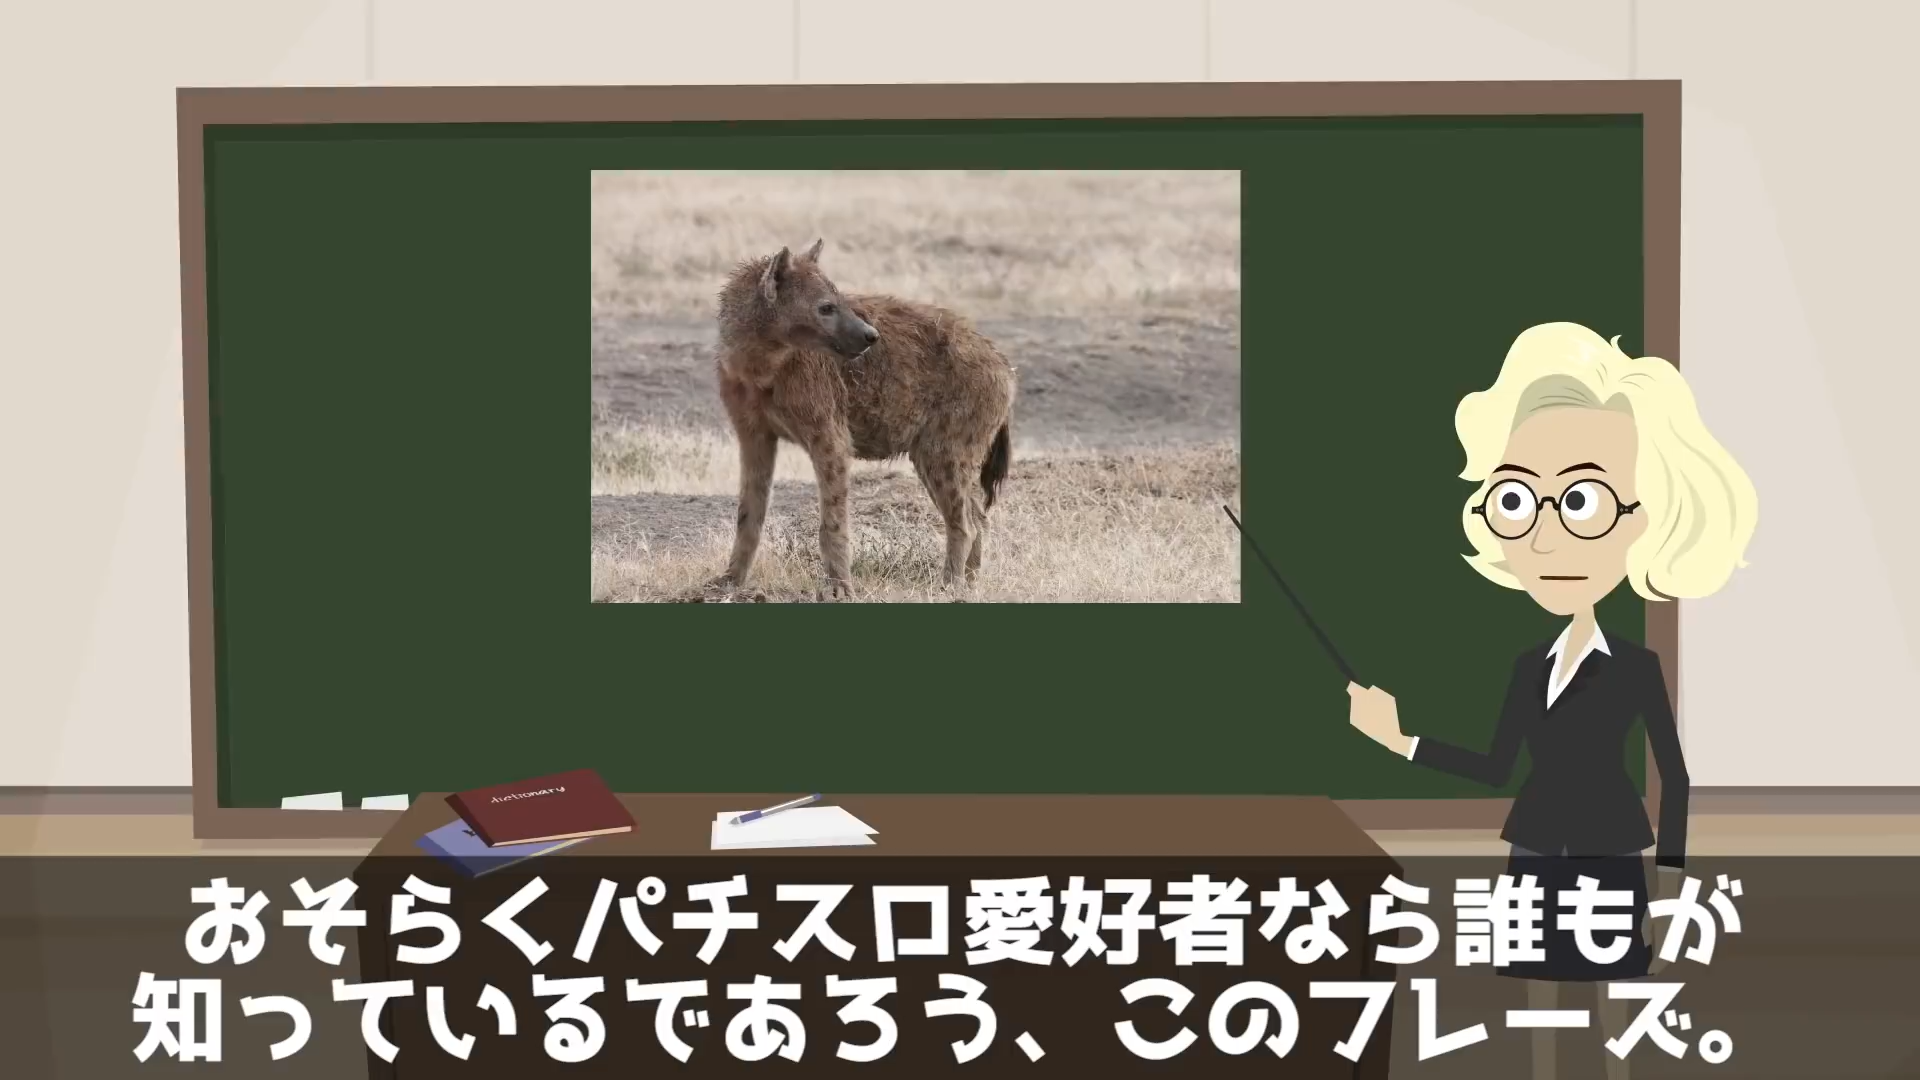 dictionary
おそらくパチスロ愛好者なら誰もが
知っているであろう、このフレーズ。